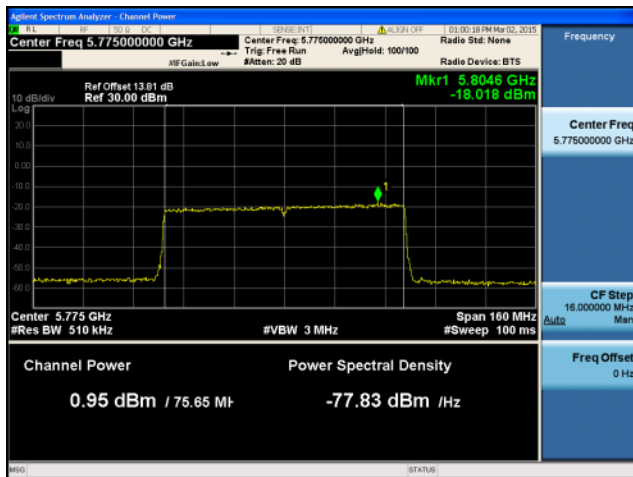 Agilent Spectrum Analyzer - Channel Power
RL RF 50 Ω DC SENSE:INT ALIGN OFF 01:00:18 PM Mar 02, 2015
Center Freq 5.775000000 GHz
Center Freq: 5.775000000 GHz Radio Std: None
Trig: Free Run Avg|Hold: 100/100
#IFGain:Low #Atten: 20 dB Radio Device: BTS
Frequency
Mkr1 5.8046 GHz
-18.018 dBm
Ref Offset 13.81 dB
10 dB/div Ref 30.00 dBm
Log
20.0
10.0
0.00
-10.0
-20.0
-30.0
-40.0
-50.0
-60.0
1
Center 5.775 GHz Span 160 MHz
#Res BW 510 kHz #VBW 3 MHz #Sweep 100 ms
Channel Power Power Spectral Density
0.95 dBm / 75.65 MH -77.83 dBm /Hz
Center Freq
5.775000000 GHz
CF Step
16.000000 MHz
Auto Man
Freq Offset
0 Hz
MSG STATUS